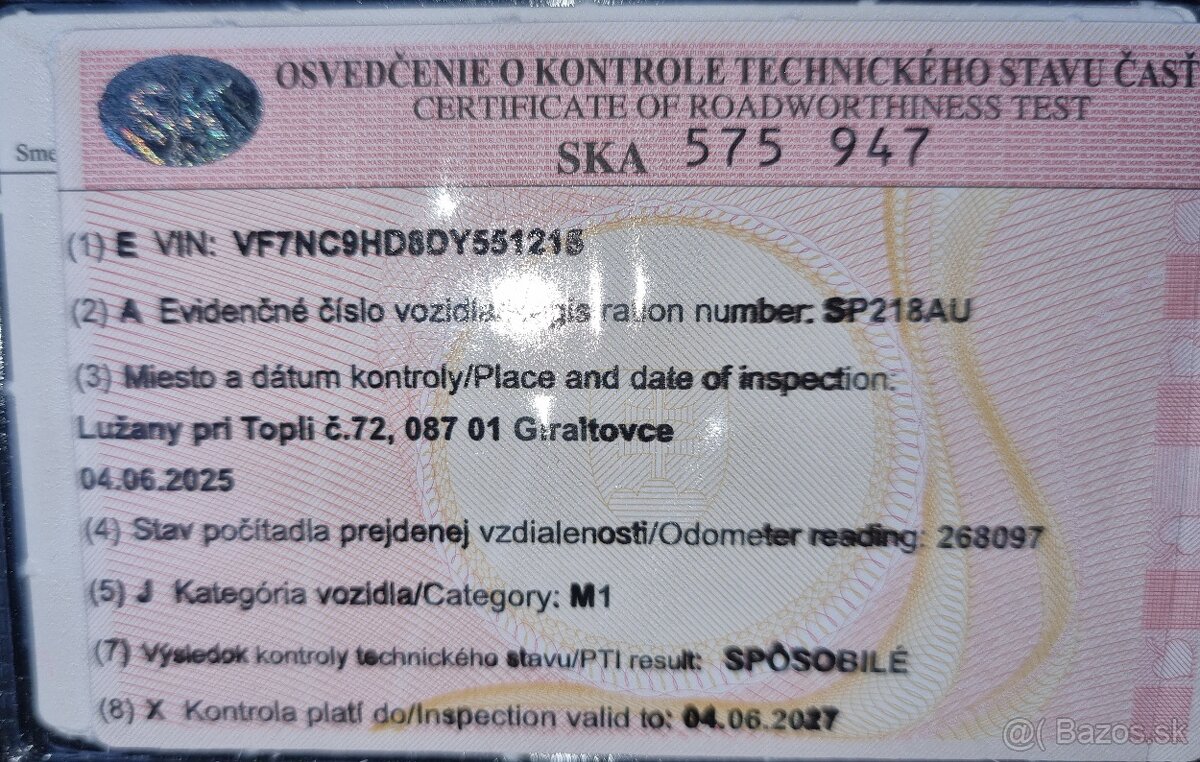 OSVEDČENIE O KONTROLE TECHNICKÉHO STAVU ČASŤ
CERTIFICATE OF ROADWORTHINESS TEST
SKA 575 947
(1) E VIN: VF7NC9HD8DY551215
(2) A Evidenčné číslo vozidla number: SP218AU
(3) Miesto a dátum kontroly/Place and date of inspection:
Lužany pri Topli č.72, 087 01 Giraltovce
04.06.2025
(4) Stav počítadla prejdenej vzdialenosti/Odometer reading: 268097
(5) J Kategória vozidla/Category: M1
(7) Výsledok kontroly technického stavu/PTI result: SPÔSOBILÉ
(8) X Kontrola platí do/Inspection valid to: 04.06.2027
@( Bazos.sk